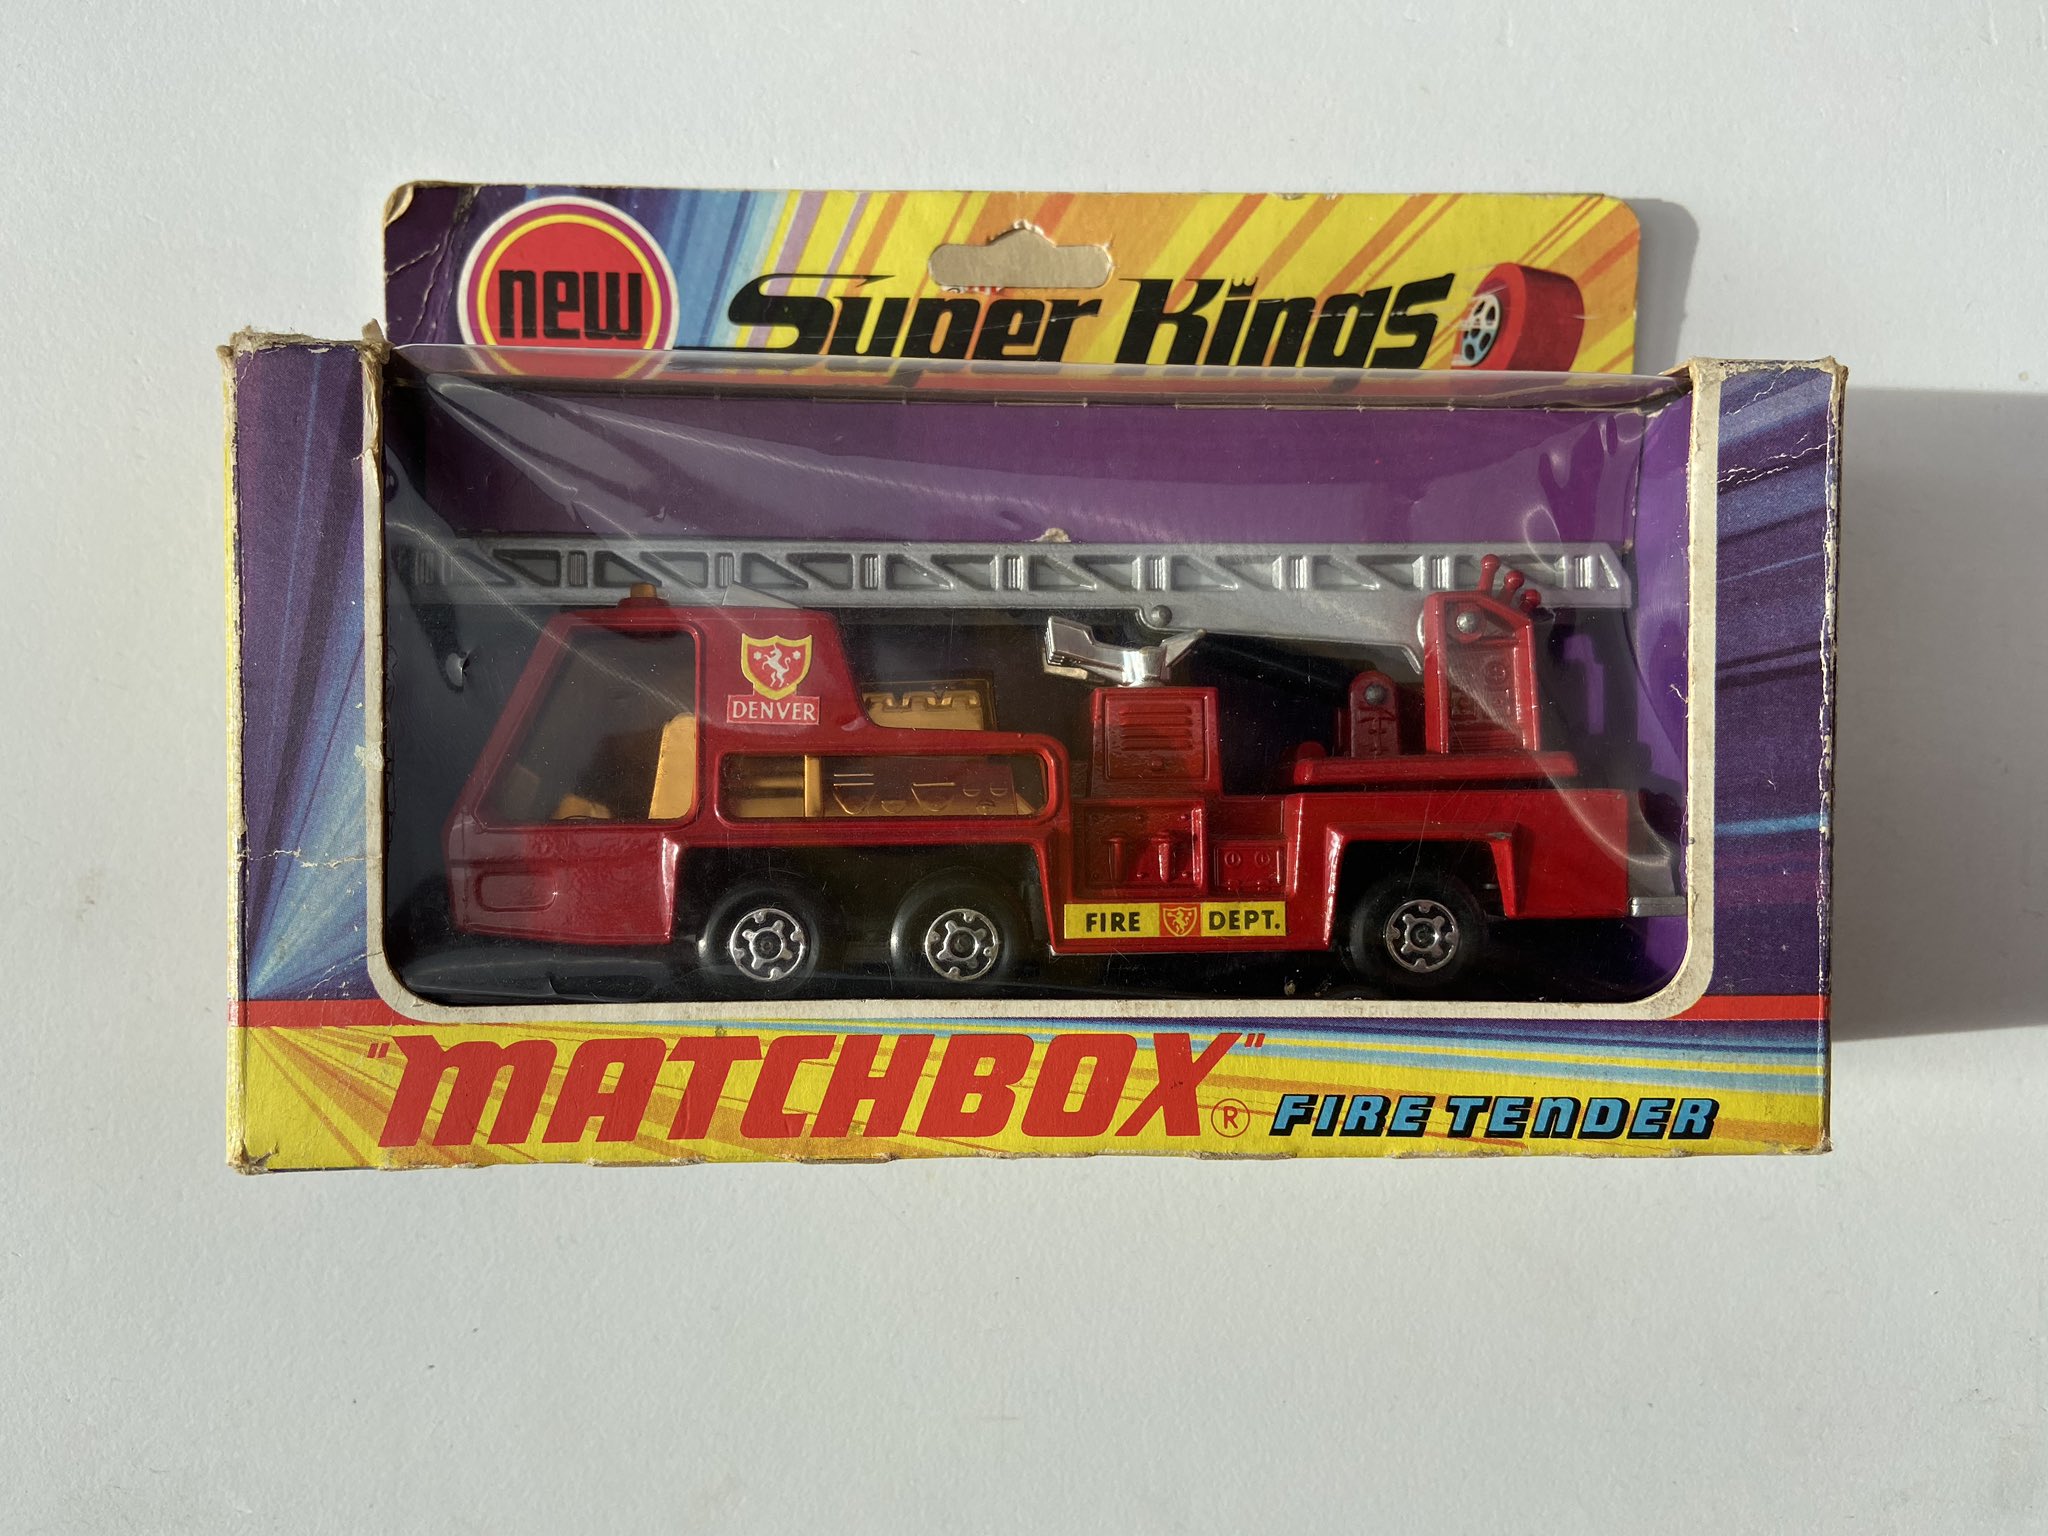 new
Super Kings
DENVER
FIRE DEPT.
"MATCHBOX"® FIRE TENDER